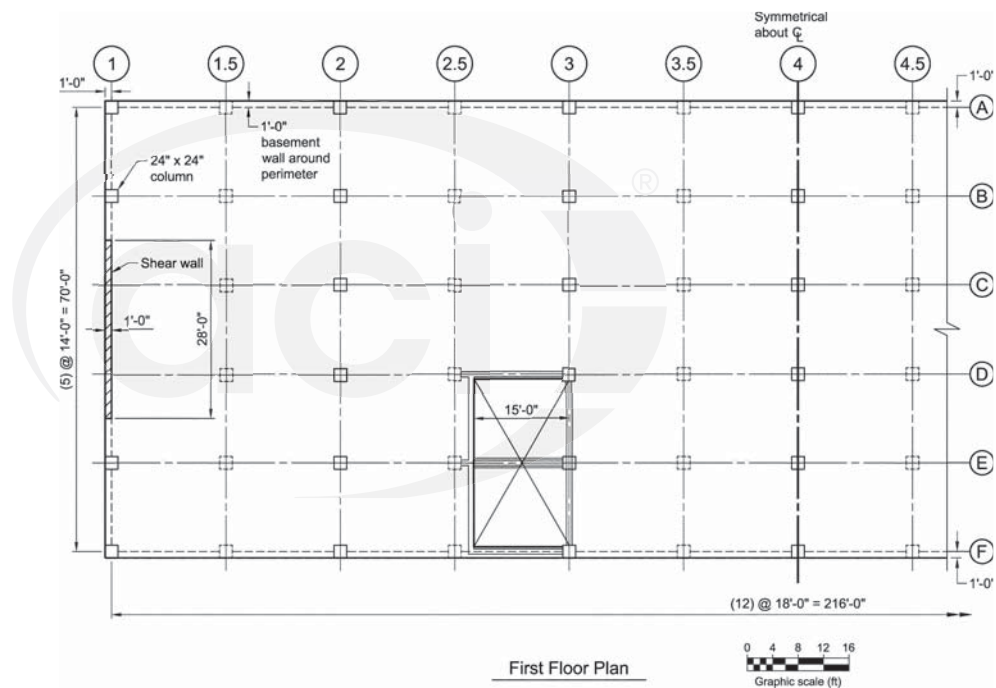 Symmetrical
about ℄
1
1.5
2
2.5
3
3.5
4
4.5
1'-0"
1'-0"
A
1'-0"
basement
wall around
perimeter
24" x 24"
column
®
B
Shear wall
aci
C
(5) @ 14'-0" = 70'-0"
1'-0"
28'-0"
D
15'-0"
E
F
1'-0"
(12) @ 18'-0" = 216'-0"
First Floor Plan
0 4 8 12 16
Graphic scale (ft)